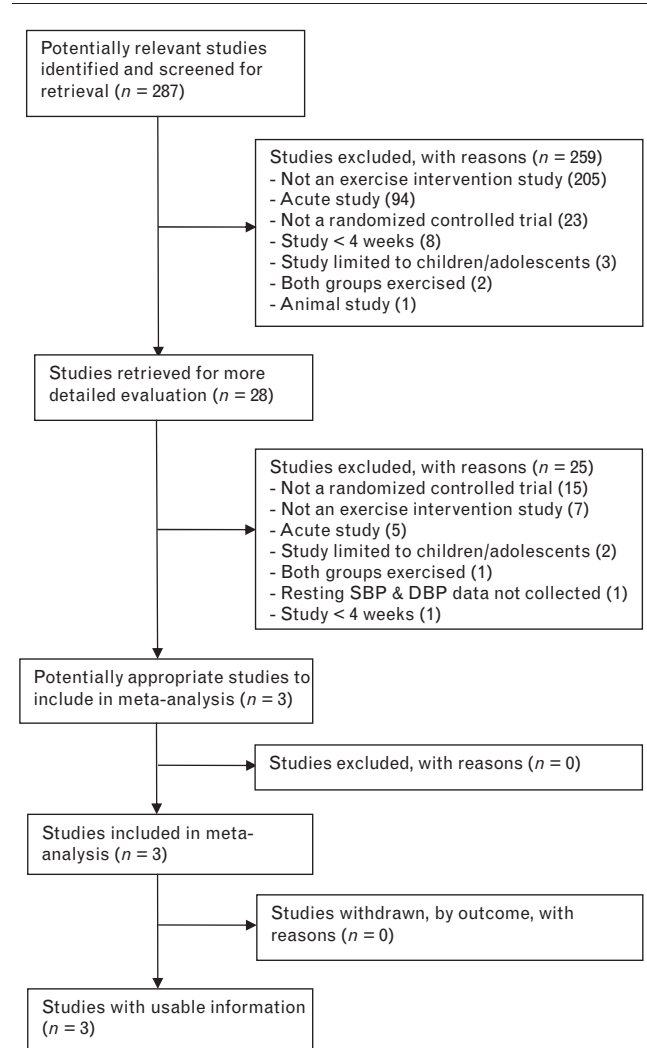 Potentially relevant studies
identified and screened for
retrieval (n = 287)
Studies excluded, with reasons (n = 259)
- Not an exercise intervention study (205)
- Acute study (94)
- Not a randomized controlled trial (23)
- Study < 4 weeks (8)
- Study limited to children/adolescents (3)
- Both groups exercised (2)
- Animal study (1)
Studies retrieved for more
detailed evaluation (n = 28)
Studies excluded, with reasons (n = 25)
- Not a randomized controlled trial (15)
- Not an exercise intervention study (7)
- Acute study (5)
- Study limited to children/adolescents (2)
- Both groups exercised (1)
- Resting SBP & DBP data not collected (1)
- Study < 4 weeks (1)
Potentially appropriate studies to
include in meta-analysis (n = 3)
Studies excluded, with reasons (n = 0)
Studies included in meta-
analysis (n = 3)
Studies withdrawn, by outcome, with
reasons (n = 0)
Studies with usable information
(n = 3)